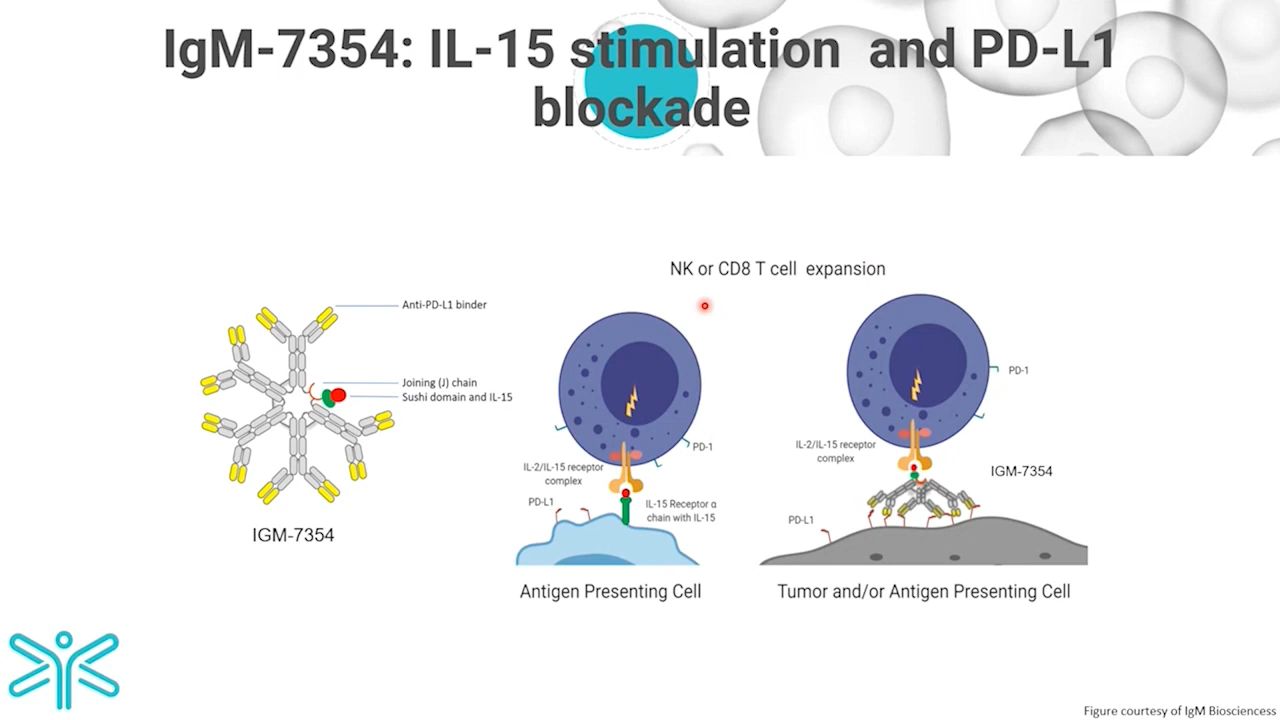 IgM-7354: IL-15 stimulation and PD-L1
blockade
NK or CD8 T cell expansion
Anti-PD-L1 binder
Joining (J) chain
Sushi domain and IL-15
IGM-7354
PD-1
IL-2/IL-15 receptor
complex
PD-L1
IL-15 Receptor α
chain with IL-15
Antigen Presenting Cell
PD-1
IL-2/IL-15 receptor
complex
IGM-7354
PD-L1
Tumor and/or Antigen Presenting Cell
Figure courtesy of IgM Biosciencess